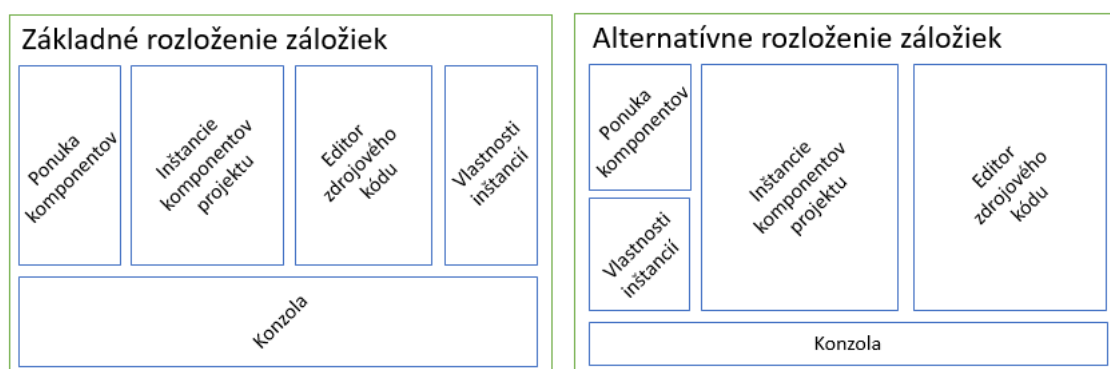 Základné rozloženie záložiek
Ponuka
komponentov
Inštancie
komponentov
projektu
Editor
zdrojového
kódu
Vlastnosti
inštancií
Konzola
Alternatívne rozloženie záložiek
Ponuka
komponentov
Vlastnosti
inštancií
Inštancie
komponentov
projektu
Editor
zdrojového
kódu
Konzola